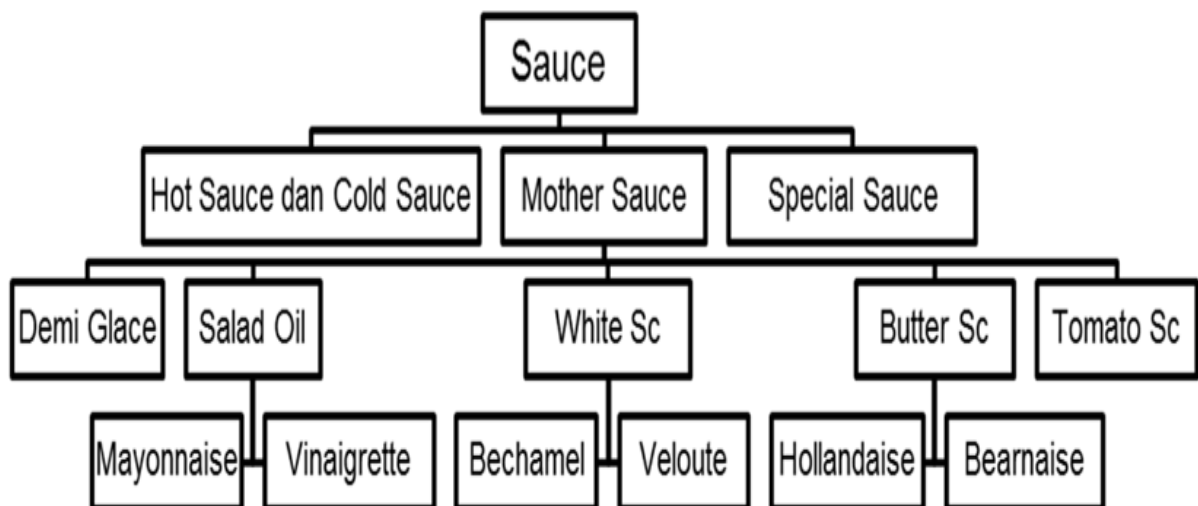 Sauce
Hot Sauce dan Cold Sauce
Mother Sauce
Special Sauce
Demi Glace
Salad Oil
White Sc
Butter Sc
Tomato Sc
Mayonnaise
Vinaigrette
Bechamel
Veloute
Hollandaise
Bearnaise